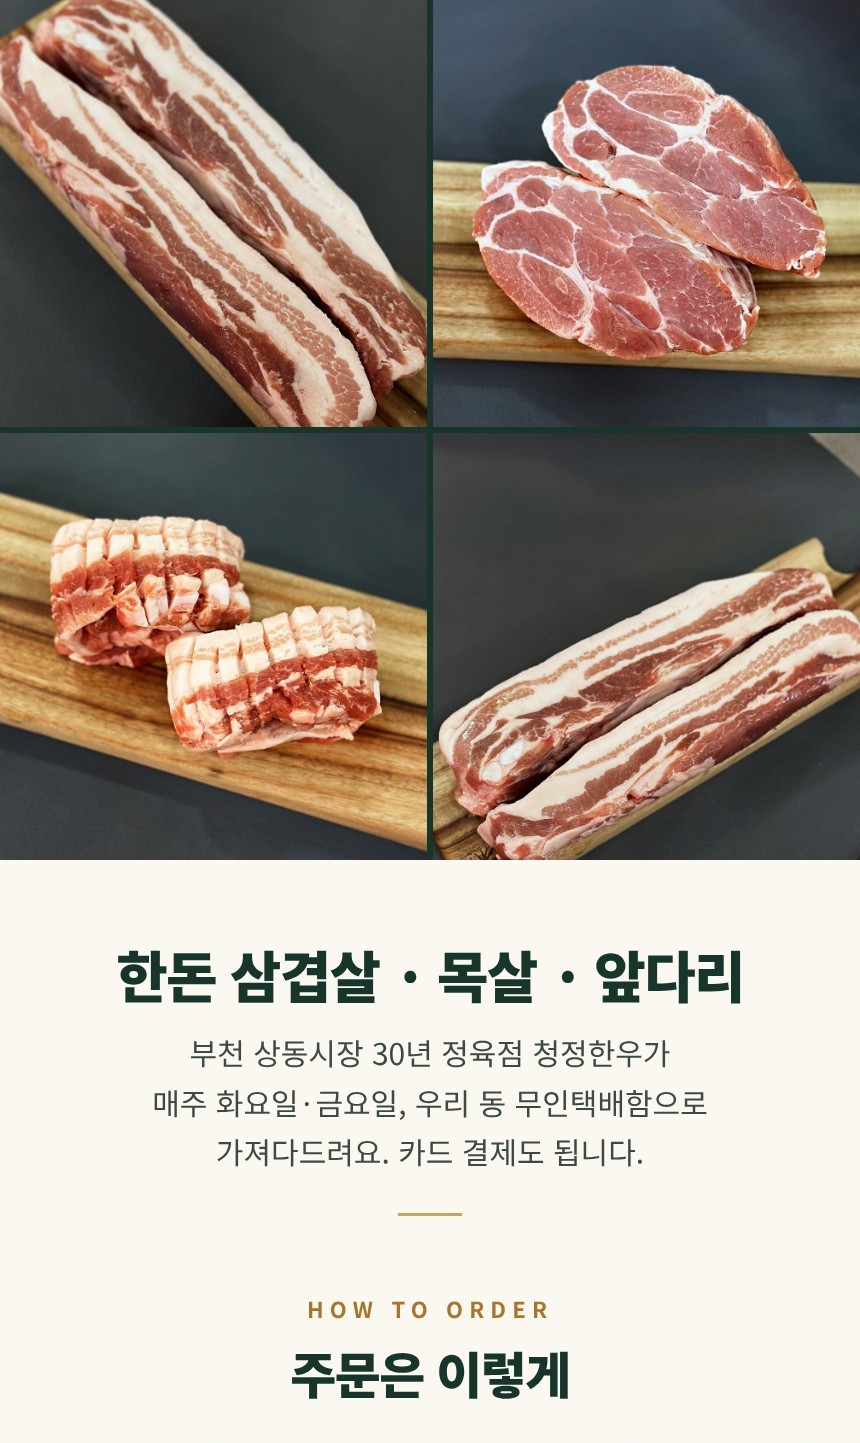 한돈 삼겹살 · 목살 · 앞다리
부천 상동시장 30년 정육점 청정한우가
매주 화요일·금요일, 우리 동 무인택배함으로
가져다드려요. 카드 결제도 됩니다.
HOW TO ORDER
주문은 이렇게